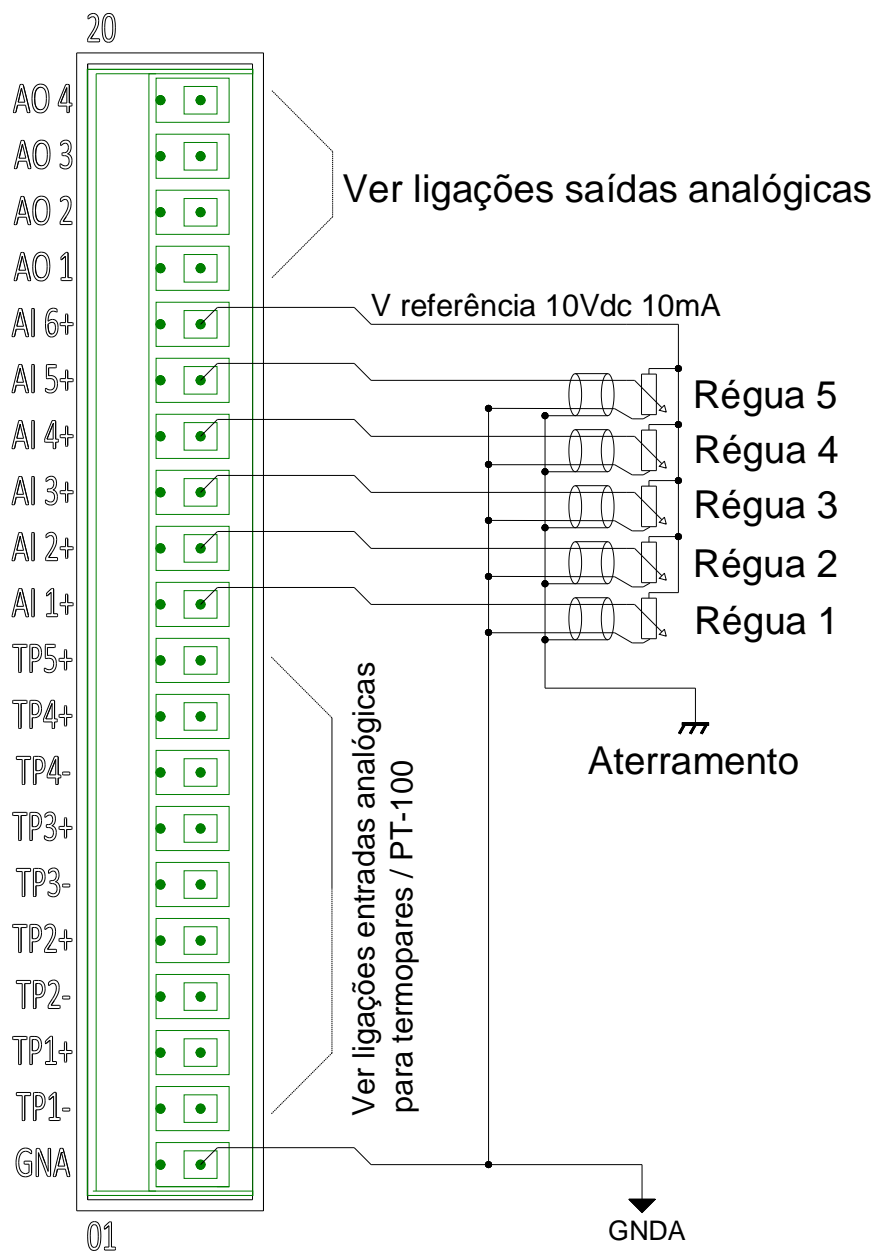 20
AO 4
AO 3
AO 2
AO 1
AI 6+
AI 5+
AI 4+
AI 3+
AI 2+
AI 1+
TP5+
TP4+
TP4-
TP3+
TP3-
TP2+
TP2-
TP1+
TP1-
GNA
01
Ver ligações saídas analógicas
V referência 10Vdc 10mA
Régua 5
Régua 4
Régua 3
Régua 2
Régua 1
Aterramento
Ver ligações entradas analógicas
para termopares / PT-100
GNDA